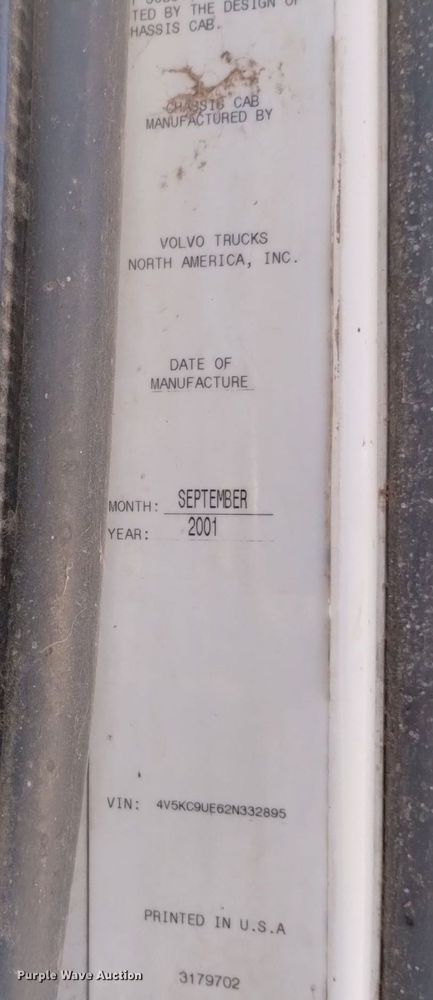 TED BY THE DESIGN OF
HASSIS CAB.
CHASSIS CAB
MANUFACTURED BY
VOLVO TRUCKS
NORTH AMERICA, INC.
DATE OF
MANUFACTURE
MONTH: SEPTEMBER
YEAR: 2001
VIN: 4V5KC9UE62N332895
PRINTED IN U.S.A
3179702
Purple Wave Auction